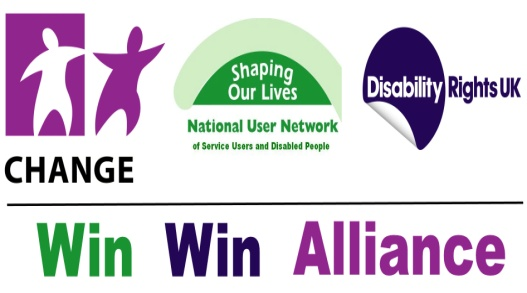 CHANGE
Shaping
Our Lives
National User Network
of Service Users and Disabled People
Disability Rights UK
Win Win Alliance